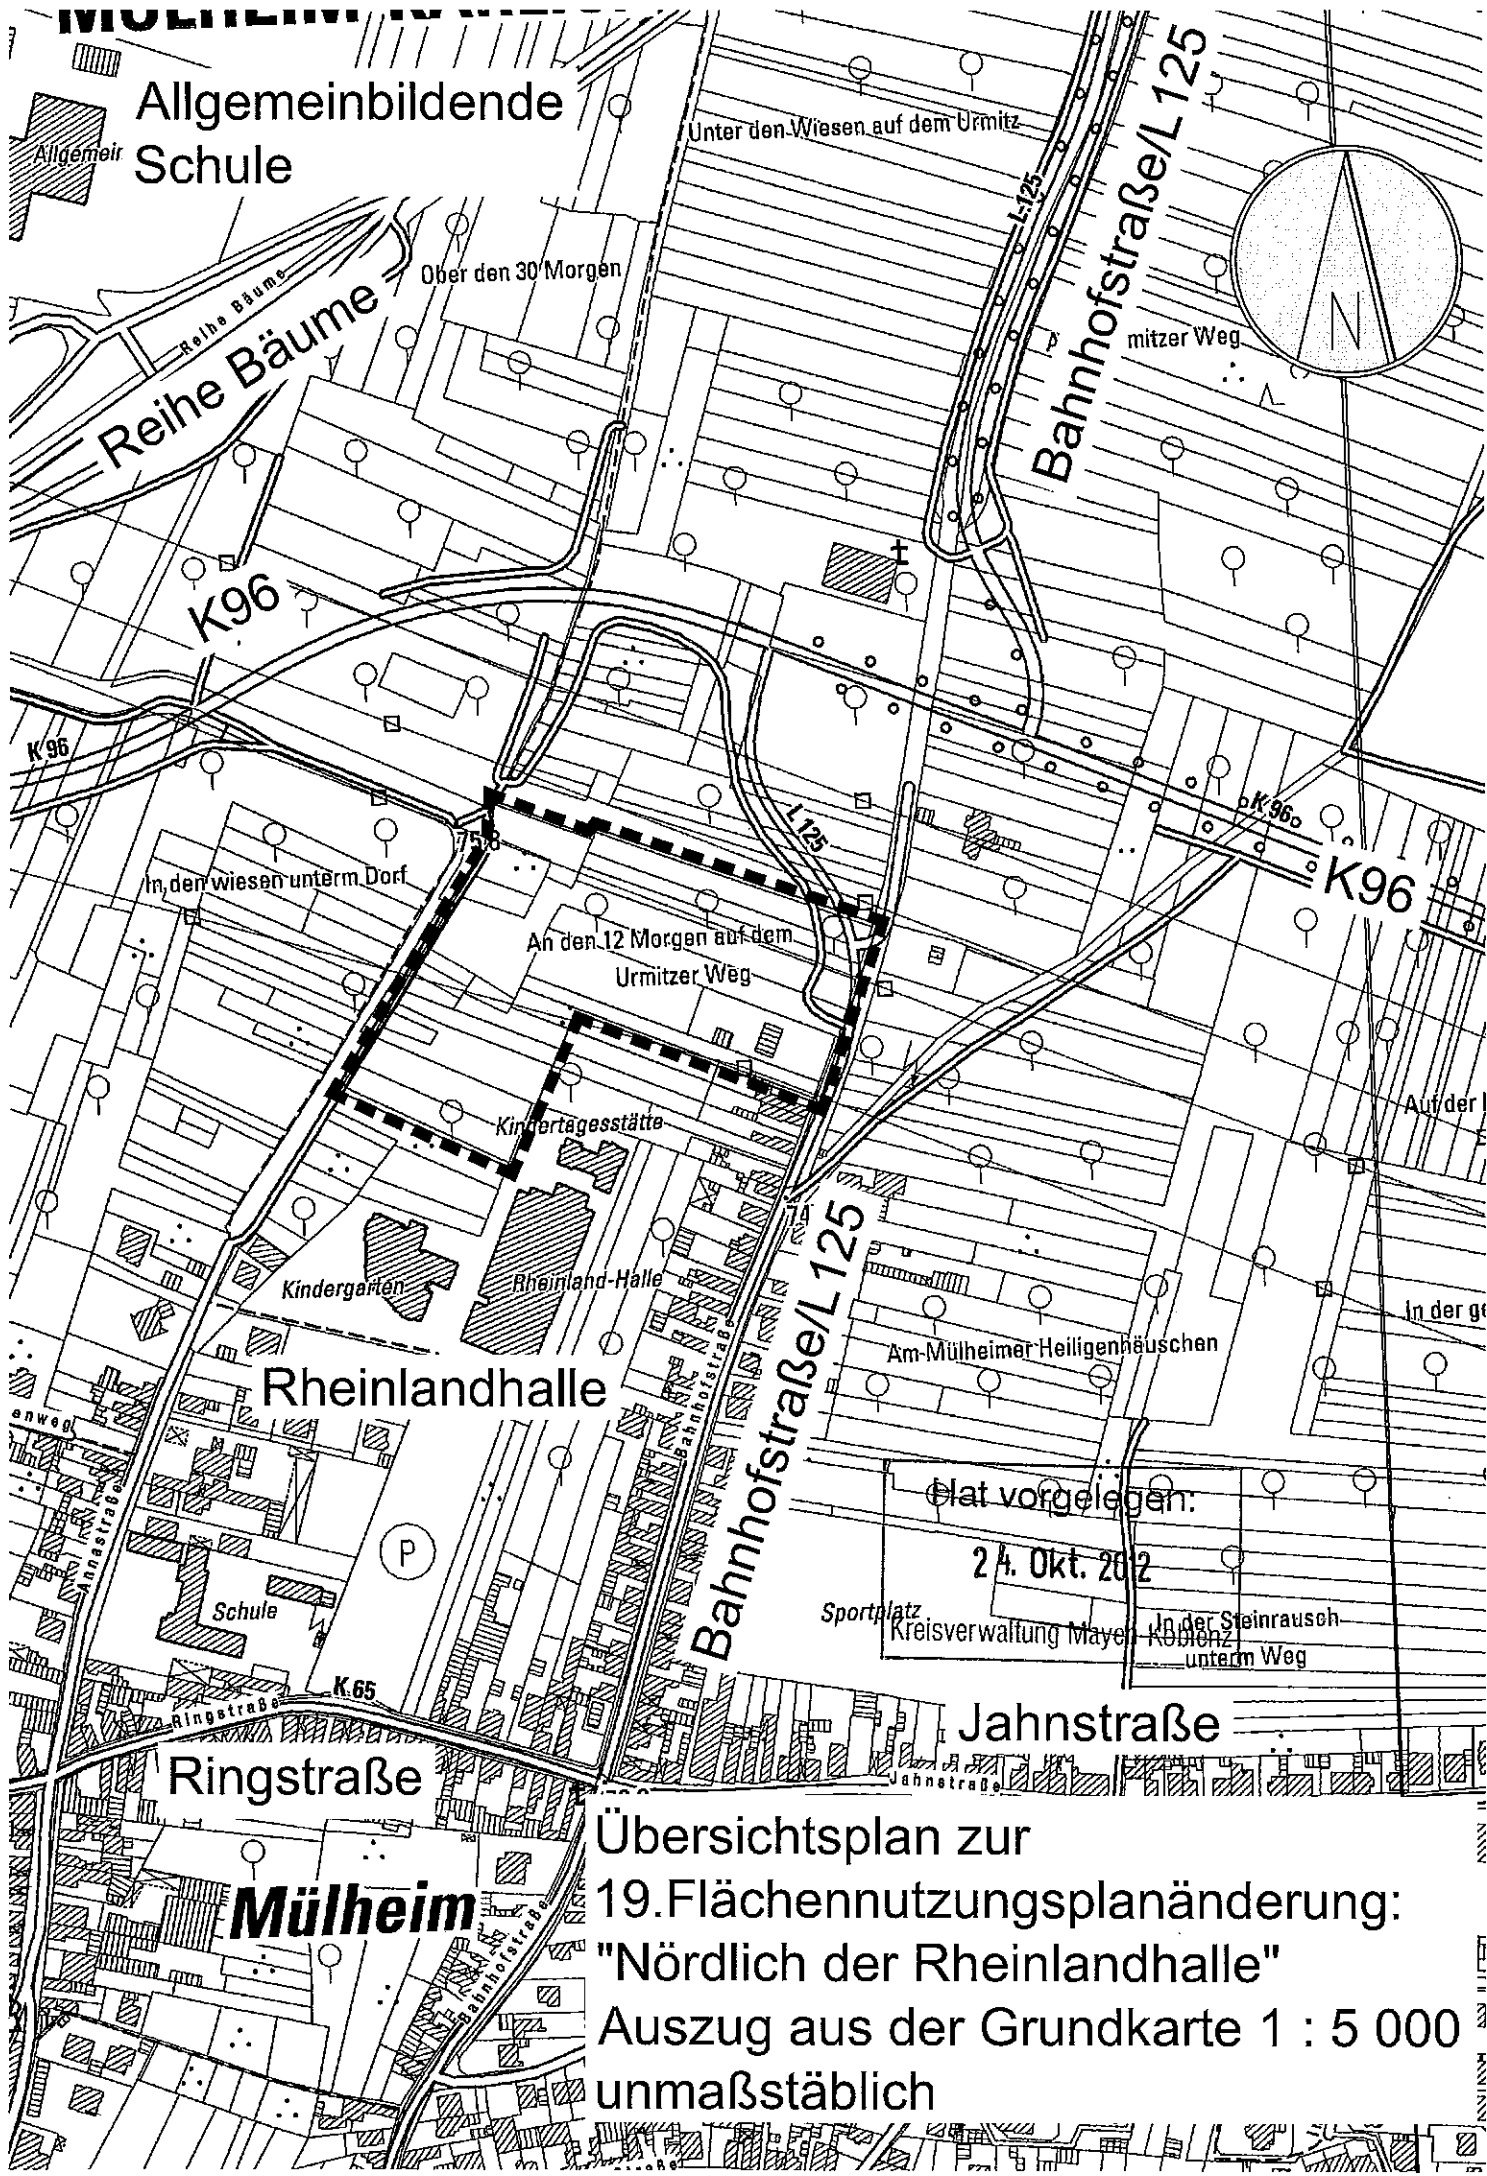 Allgemeinbildende
Schule
Allgemein
Unter den Wiesen auf dem Urmitz
L 125
Bahnhofstraße/L 125
Ober den 30 Morgen
Reihe Bäume
Reihe Bäume
mitzer Weg
N
K96
K 96
L 125
K 96
K96
In den wiesen unterm Dorf
An den 12 Morgen auf dem
Urmitzer Weg
Kindertagesstätte
Auf der
Kindergarten
Rheinland-Halle
Bahnhofstraße/L 125
In der ge
Am Mülheimer Heiligenhäuschen
Rheinlandhalle
Bahnhofstraße
enweg
Annastraße
P
Schule
Hat vorgelegen:
24. Okt. 2012
Sportplatz
Kreisverwaltung Mayen-Koblenz
In der Steinrausch
unterm Weg
K 65
Ringstraße
Ringstraße
Jahnstraße
Jahnstraße
Mülheim
Bahnhofstraße
Übersichtsplan zur
19.Flächennutzungsplanänderung:
"Nördlich der Rheinlandhalle"
Auszug aus der Grundkarte 1 : 5 000
unmaßstäblich